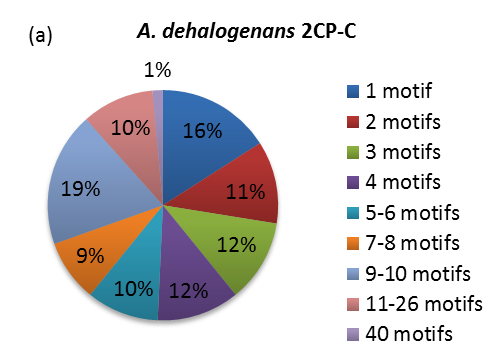 (a)
A. dehalogenans 2CP-C
1%
16%
11%
12%
12%
10%
9%
19%
10%
1 motif
2 motifs
3 motifs
4 motifs
5-6 motifs
7-8 motifs
9-10 motifs
11-26 motifs
40 motifs